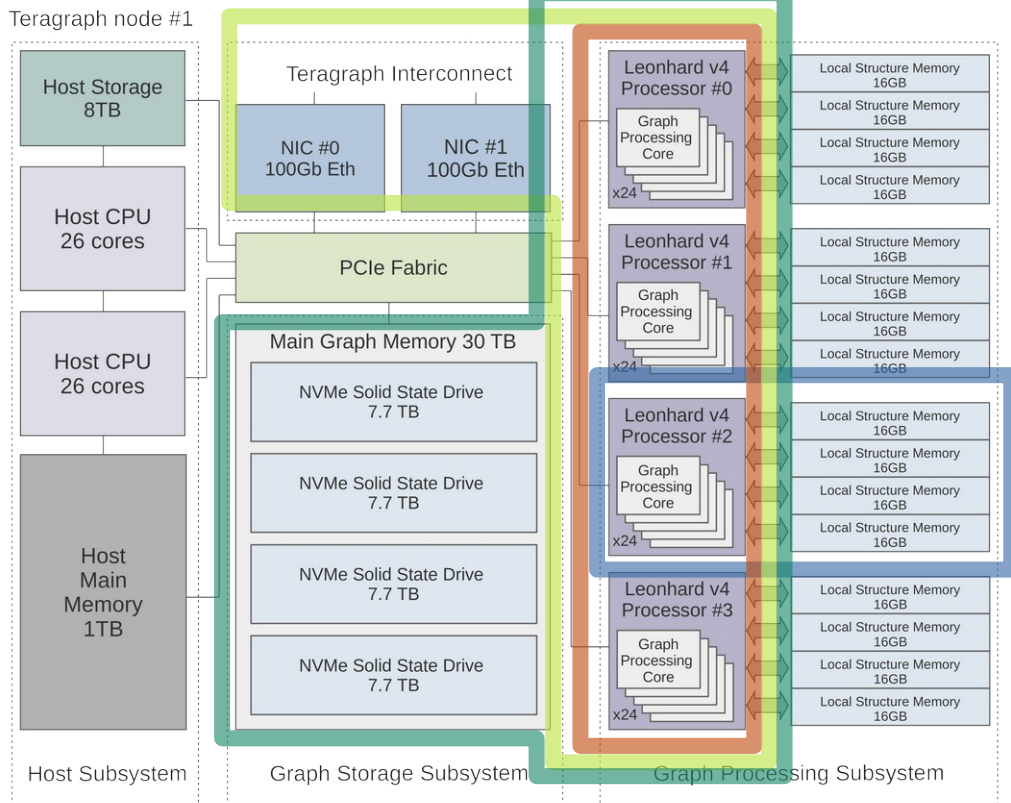 Teragraph node #1
Host Storage
8TB
Host CPU
26 cores
Host CPU
26 cores
Host
Main
Memory
1TB
Host Subsystem
Teragraph Interconnect
NIC #0
100Gb Eth
NIC #1
100Gb Eth
PCIe Fabric
Main Graph Memory 30 TB
NVMe Solid State Drive
7.7 TB
NVMe Solid State Drive
7.7 TB
NVMe Solid State Drive
7.7 TB
NVMe Solid State Drive
7.7 TB
Graph Storage Subsystem
Leonhard v4
Processor #0
Graph
Processing
Core
x24
Local Structure Memory
16GB
Local Structure Memory
16GB
Local Structure Memory
16GB
Local Structure Memory
16GB
Leonhard v4
Processor #1
Graph
Processing
Core
x24
Local Structure Memory
16GB
Local Structure Memory
16GB
Local Structure Memory
16GB
Local Structure Memory
16GB
Leonhard v4
Processor #2
Graph
Processing
Core
x24
Local Structure Memory
16GB
Local Structure Memory
16GB
Local Structure Memory
16GB
Local Structure Memory
16GB
Leonhard v4
Processor #3
Graph
Processing
Core
x24
Local Structure Memory
16GB
Local Structure Memory
16GB
Local Structure Memory
16GB
Local Structure Memory
16GB
Graph Processing Subsystem